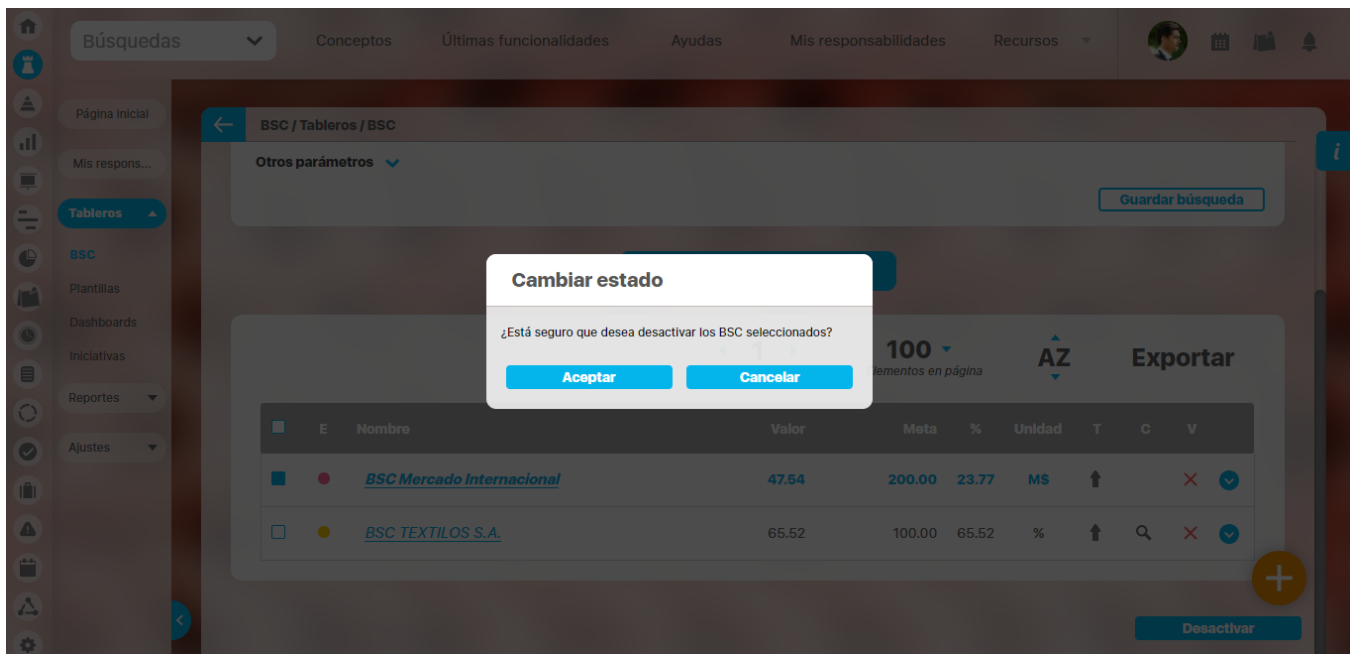 Búsquedas
Conceptos Últimas funcionalidades Ayudas Mis responsabilidades Recursos
Página inicial
Mis respons...
Tableros
BSC
Plantillas
Dashboards
Iniciativas
Reportes
Ajustes
BSC / Tableros / BSC
i
Otros parámetros
Guardar búsqueda
Cambiar estado
¿Está seguro que desea desactivar los BSC seleccionados?
Aceptar Cancelar
1
100
Elementos en página
AZ
Exportar
E Nombre Valor Meta % Unidad T C V
BSC Mercado Internacional 47.54 200.00 23.77 M$
BSC TEXTILOS S.A. 65.52 100.00 65.52 %
Desactivar